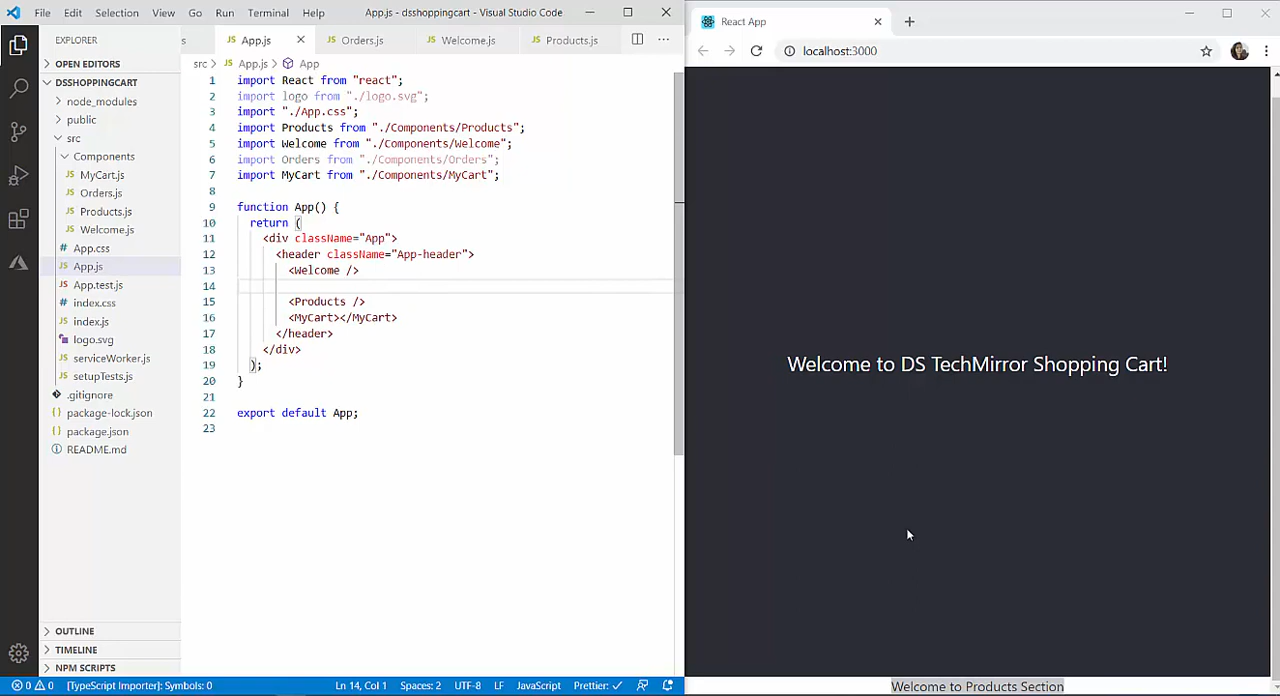 File Edit Selection View Go Run Terminal Help App.js - dsshoppingcart - Visual Studio Code
EXPLORER
OPEN EDITORS
DSSHOPPINGCART
node_modules
public
src
Components
MyCart.js
Orders.js
Products.js
Welcome.js
App.css
App.js
App.test.js
index.css
index.js
logo.svg
serviceWorker.js
setupTests.js
.gitignore
package-lock.json
package.json
README.md
OUTLINE
TIMELINE
NPM SCRIPTS
s App.js Orders.js Welcome.js Products.js
src > App.js > App
1 import React from "react";
2 import logo from "./logo.svg";
3 import "./App.css";
4 import Products from "./Components/Products";
5 import Welcome from "./Components/Welcome";
6 import Orders from "./Components/Orders";
7 import MyCart from "./Components/MyCart";
8
9 function App() {
10 return (
11 <div className="App">
12 <header className="App-header">
13 <Welcome />
14
15 <Products />
16 <MyCart></MyCart>
17 </header>
18 </div>
19 );
20 }
21
22 export default App;
23
0 0 [TypeScript Importer]: Symbols: 0 Ln 14, Col 1 Spaces: 2 UTF-8 LF JavaScript Prettier: ✓
React App
localhost:3000
Welcome to DS TechMirror Shopping Cart!
Welcome to Products Section